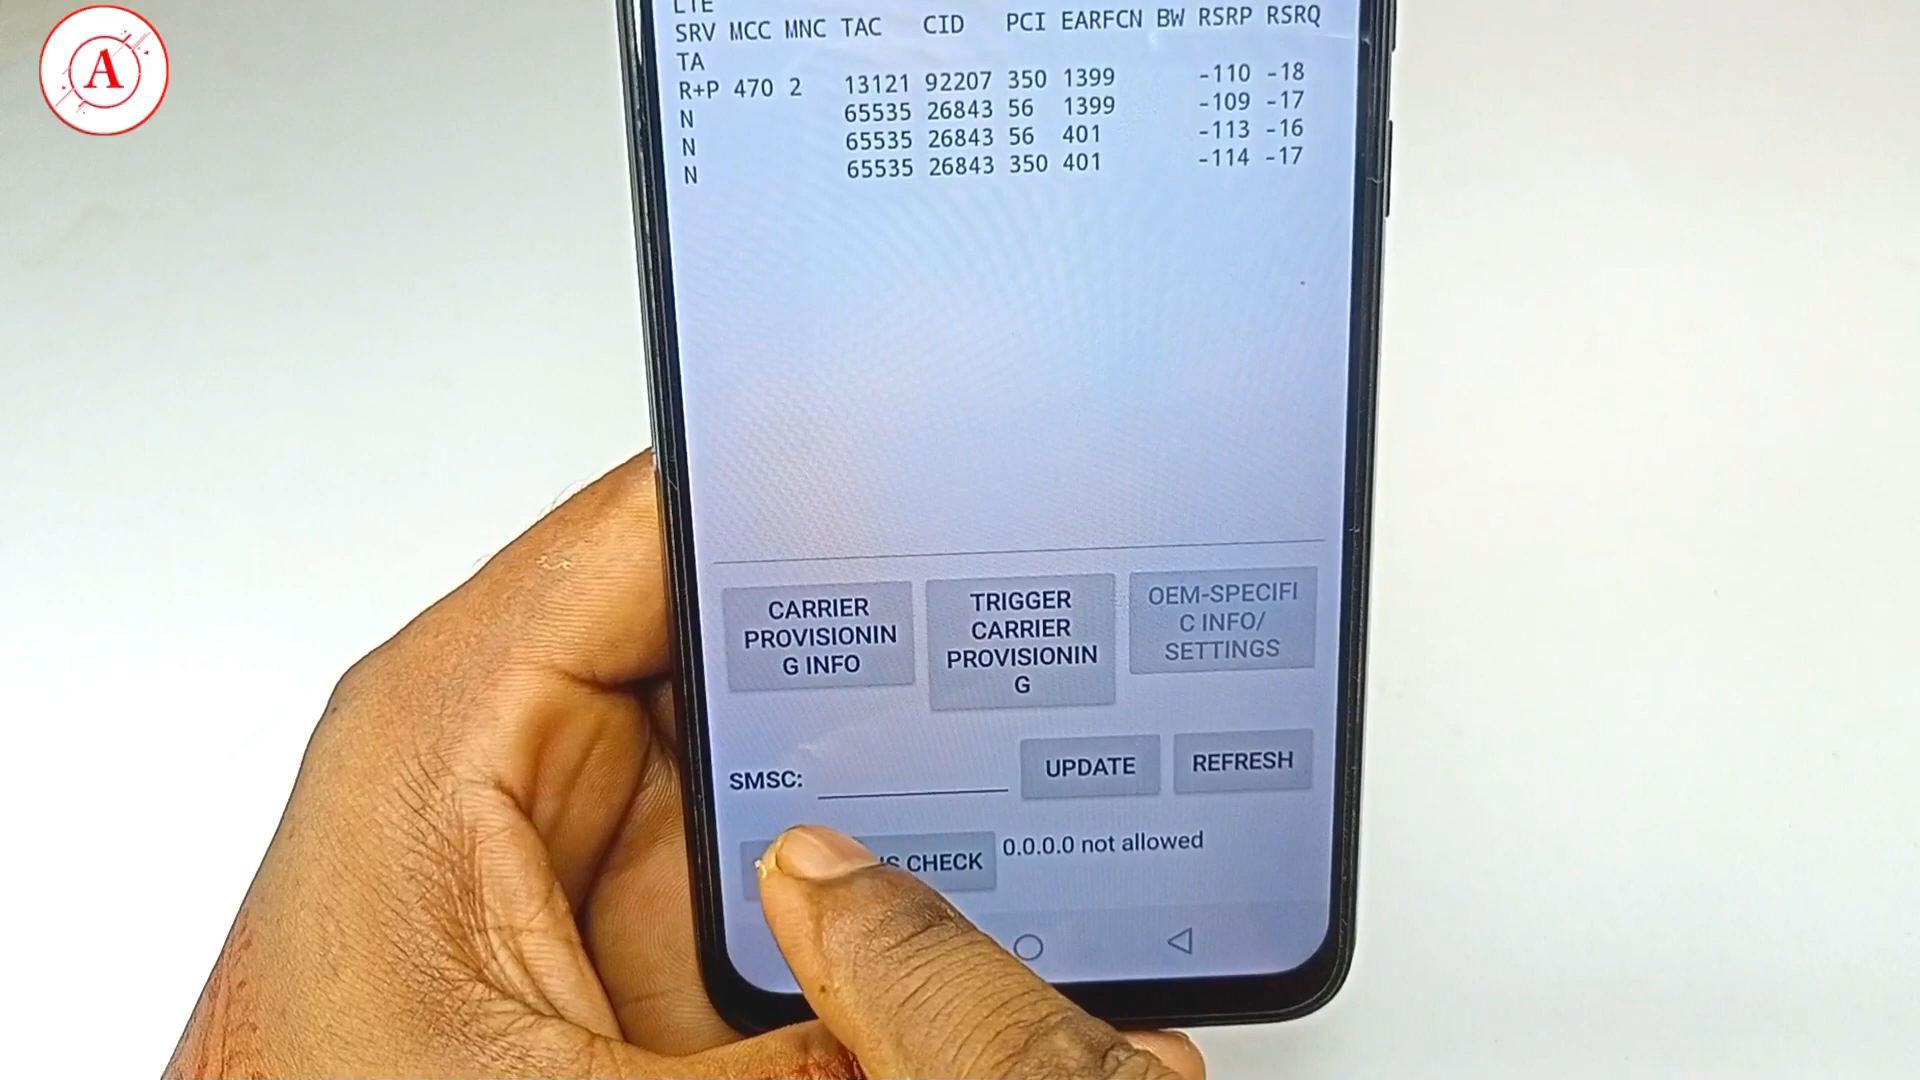 A
LTE
SRV MCC MNC TAC CID PCI EARFCN BW RSRP RSRQ
TA
R+P 470 2 13121 92207 350 1399 -110 -18
N 65535 26843 56 1399 -109 -17
N 65535 26843 56 401 -113 -16
N 65535 26843 350 401 -114 -17
CARRIER
PROVISIONIN
G INFO
TRIGGER
CARRIER
PROVISIONIN
G
OEM-SPECIFI
C INFO/
SETTINGS
SMSC:
UPDATE
REFRESH
CHECK
0.0.0.0 not allowed